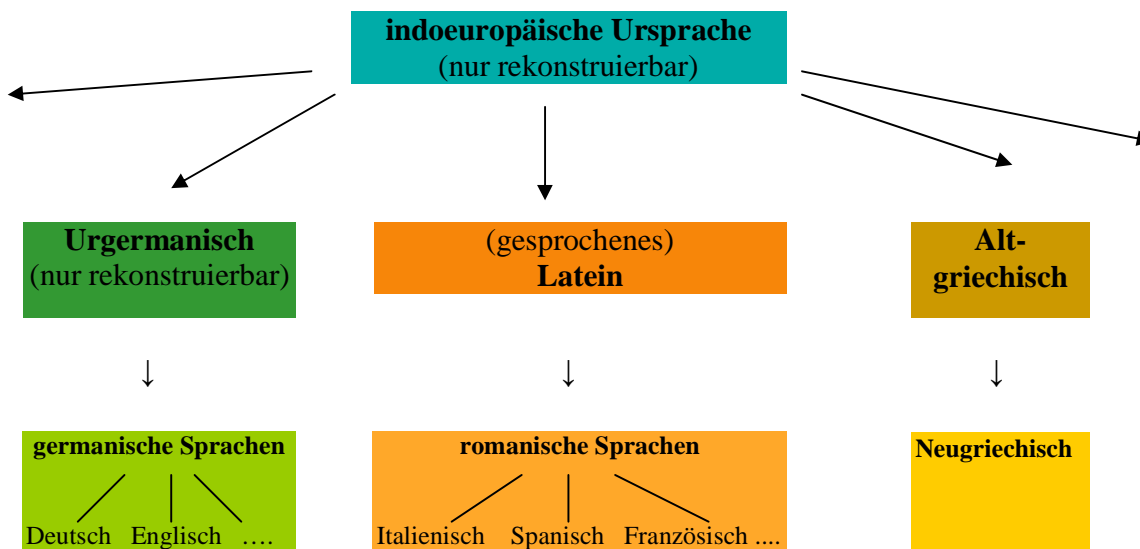 indoeuropäische Ursprache
(nur rekonstruierbar)
Urgermanisch
(nur rekonstruierbar)
(gesprochenes)
Latein
Alt-
griechisch
↓ ↓ ↓
germanische Sprachen
Deutsch Englisch ….
romanische Sprachen
Italienisch Spanisch Französisch ....
Neugriechisch